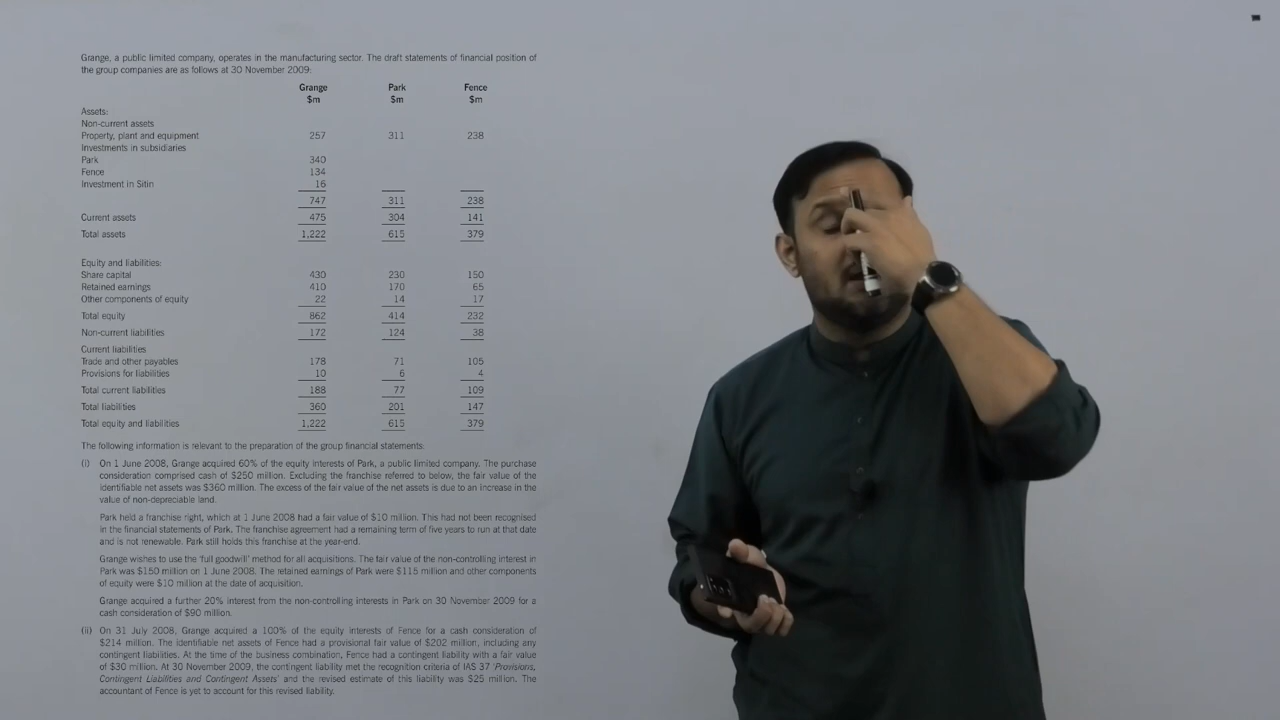 Grange, a public limited company, operates in the manufacturing sector. The draft statements of financial position of
the group companies are as follows at 30 November 2009:
Grange Park Fence
$m $m $m
Assets:
Non-current assets
Property, plant and equipment 257 311 238
Investments in subsidiaries
Park 340
Fence 134
Investment in Sitin 16
747 311 238
Current assets 475 304 141
Total assets 1,222 615 379
Equity and liabilities:
Share capital 430 230 150
Retained earnings 410 170 65
Other components of equity 22 14 17
Total equity 862 414 232
Non-current liabilities 172 124 38
Current liabilities
Trade and other payables 178 71 105
Provisions for liabilities 10 6 4
Total current liabilities 188 77 109
Total liabilities 360 201 147
Total equity and liabilities 1,222 615 379
The following information is relevant to the preparation of the group financial statements:
(i) On 1 June 2008, Grange acquired 60% of the equity interests of Park, a public limited company. The purchase
consideration comprised cash of $250 million. Excluding the franchise referred to below, the fair value of the
identifiable net assets was $360 million. The excess of the fair value of the net assets is due to an increase in the
value of non-depreciable land.
Park held a franchise right, which at 1 June 2008 had a fair value of $10 million. This had not been recognised
in the financial statements of Park. The franchise agreement had a remaining term of five years to run at that date
and is not renewable. Park still holds this franchise at the year-end.
Grange wishes to use the 'full goodwill' method for all acquisitions. The fair value of the non-controlling interest in
Park was $150 million on 1 June 2008. The retained earnings of Park were $115 million and other components
of equity were $10 million at the date of acquisition.
Grange acquired a further 20% interest from the non-controlling interests in Park on 30 November 2009 for a
cash consideration of $90 million.
(ii) On 31 July 2008, Grange acquired a 100% of the equity interests of Fence for a cash consideration of
$214 million. The identifiable net assets of Fence had a provisional fair value of $202 million, including any
contingent liabilities. At the time of the business combination, Fence had a contingent liability with a fair value
of $30 million. At 30 November 2009, the contingent liability met the recognition criteria of IAS 37 'Provisions,
Contingent Liabilities and Contingent Assets' and the revised estimate of this liability was $25 million. The
accountant of Fence is yet to account for this revised liability.